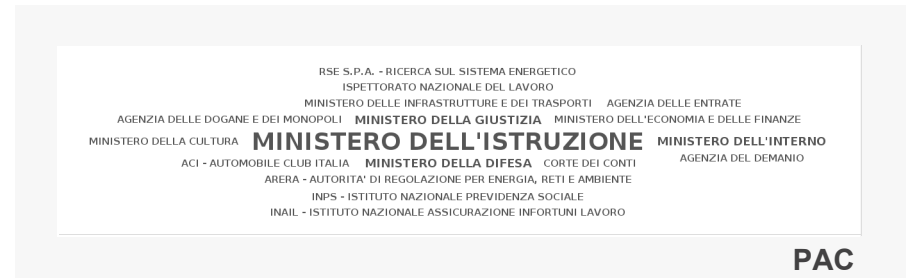 RSE S.P.A. - RICERCA SUL SISTEMA ENERGETICO
ISPETTORATO NAZIONALE DEL LAVORO
MINISTERO DELLE INFRASTRUTTURE E DEI TRASPORTI AGENZIA DELLE ENTRATE
AGENZIA DELLE DOGANE E DEI MONOPOLI MINISTERO DELLA GIUSTIZIA MINISTERO DELL'ECONOMIA E DELLE FINANZE
MINISTERO DELLA CULTURA MINISTERO DELL'ISTRUZIONE MINISTERO DELL'INTERNO
ACI - AUTOMOBILE CLUB ITALIA MINISTERO DELLA DIFESA CORTE DEI CONTI AGENZIA DEL DEMANIO
ARERA - AUTORITA' DI REGOLAZIONE PER ENERGIA, RETI E AMBIENTE
INPS - ISTITUTO NAZIONALE PREVIDENZA SOCIALE
INAIL - ISTITUTO NAZIONALE ASSICURAZIONE INFORTUNI LAVORO
PAC